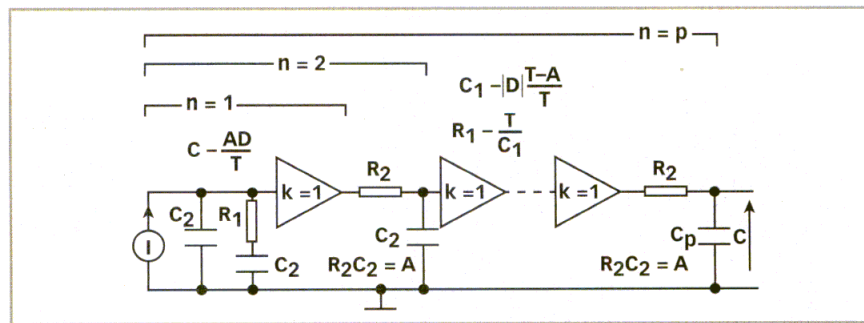 n = p
n = 2
C₁ –|D| T–A/T
n = 1
R₁ – T/C₁
C – AD/T
R₂
R₂
k = 1
k = 1
k = 1
C₂
R₁
I
C₂
C₂
Cₚ
C
R₂C₂ = A
R₂C₂ = A